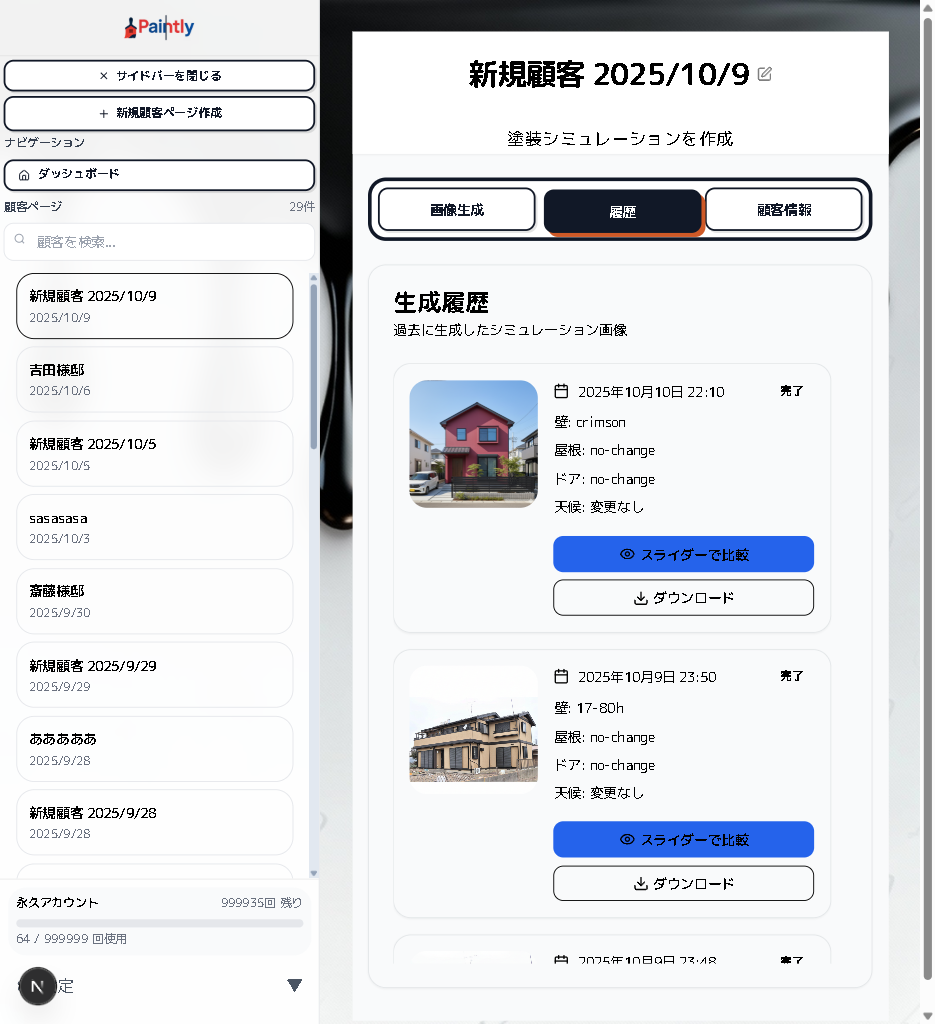 Paintly
× サイドバーを閉じる
+ 新規顧客ページ作成
ナビゲーション
ダッシュボード
顧客ページ 29件
顧客を検索...
新規顧客 2025/10/9
2025/10/9
吉田様邸
2025/10/6
新規顧客 2025/10/5
2025/10/5
sasasasa
2025/10/3
斎藤様邸
2025/9/30
新規顧客 2025/9/29
2025/9/29
あああああ
2025/9/28
新規顧客 2025/9/28
2025/9/28
永久アカウント 999935回 残り
64 / 999999 回使用
N 定 ▼
新規顧客 2025/10/9
塗装シミュレーションを作成
画像生成 履歴 顧客情報
生成履歴
過去に生成したシミュレーション画像
2025年10月10日 22:10 完了
壁: crimson
屋根: no-change
ドア: no-change
天候: 変更なし
スライダーで比較
ダウンロード
2025年10月9日 23:50 完了
壁: 17-80h
屋根: no-change
ドア: no-change
天候: 変更なし
スライダーで比較
ダウンロード
2025年10月9日 23:48 完了